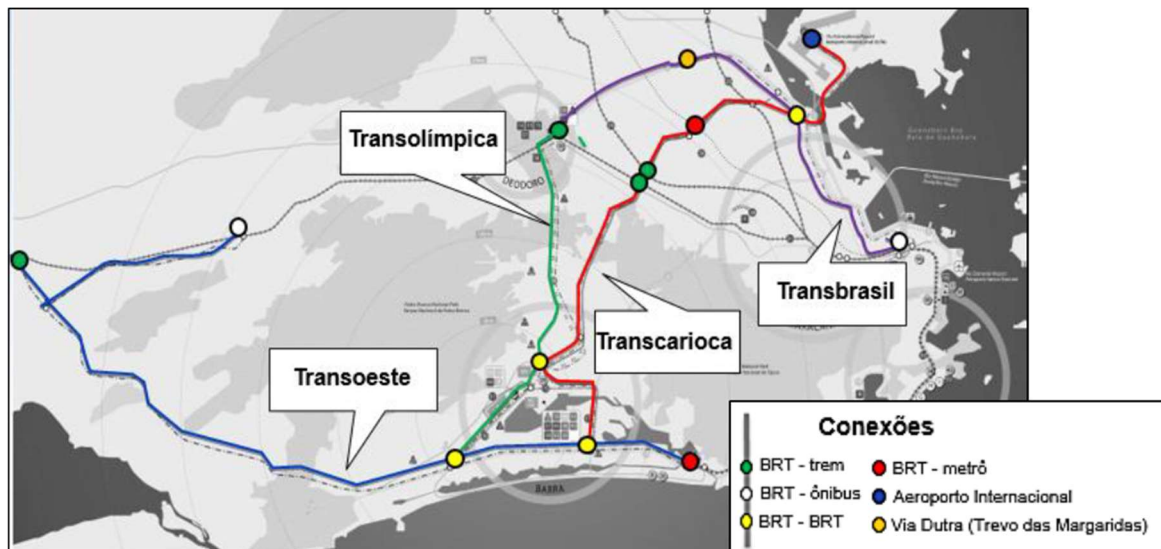 Transolímpica
DEODORO
Transbrasil
Transcarioca
Transoeste
BARRA
Conexões
BRT - trem
BRT - metrô
BRT - ônibus
Aeroporto Internacional
BRT - BRT
Via Dutra (Trevo das Margaridas)